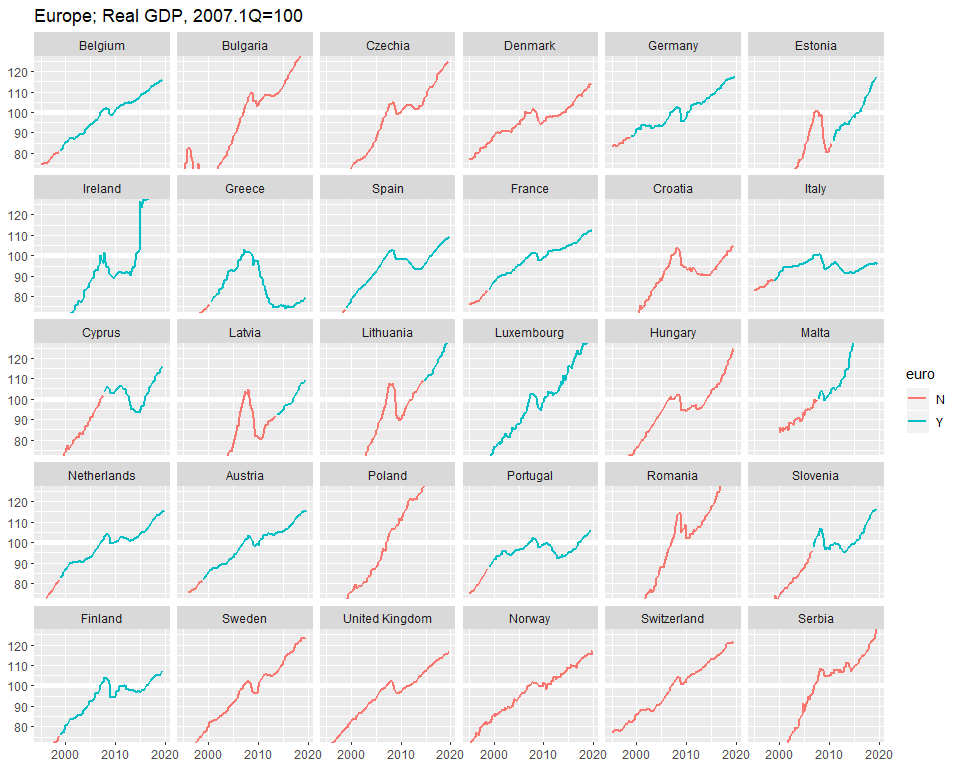 Europe; Real GDP, 2007.1Q=100
Belgium Bulgaria Czechia Denmark Germany Estonia
120
100
90
80
Ireland Greece Spain France Croatia Italy
120
110
100
90
80
Cyprus Latvia Lithuania Luxembourg Hungary Malta
120
110
100
90
80
euro
N
Y
Netherlands Austria Poland Portugal Romania Slovenia
120
110
100
90
80
Finland Sweden United Kingdom Norway Switzerland Serbia
120
110
100
90
80
2000 2010 2020 2000 2010 2020 2000 2010 2020 2000 2010 2020 2000 2010 2020 2000 2010 2020